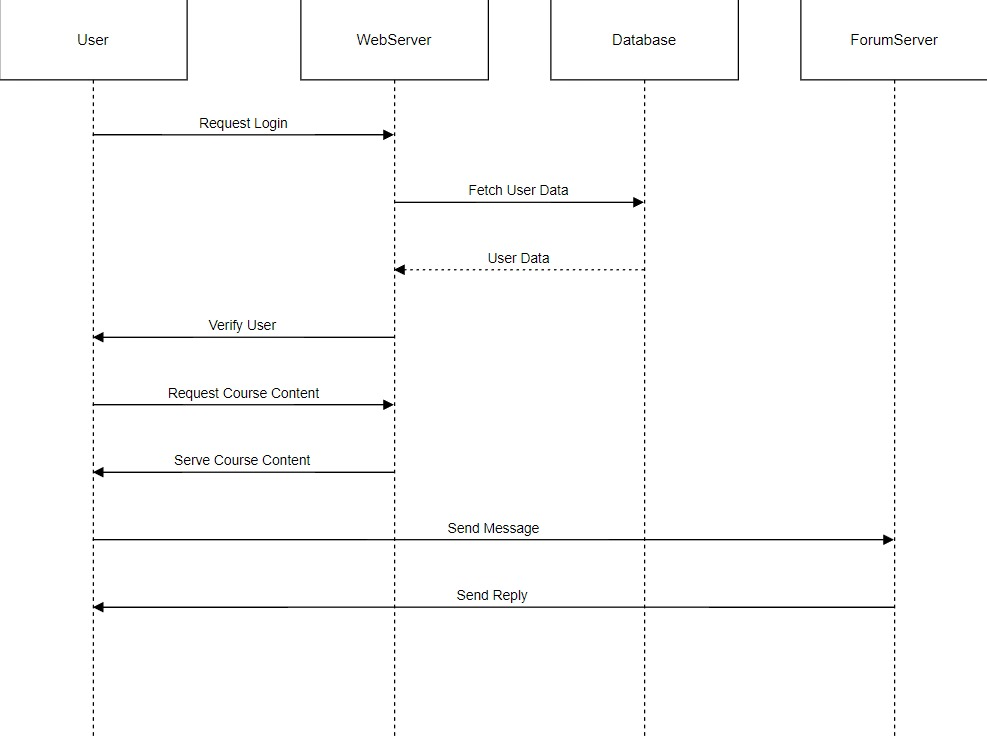 User
WebServer
Database
ForumServer
Request Login
Fetch User Data
User Data
Verify User
Request Course Content
Serve Course Content
Send Message
Send Reply